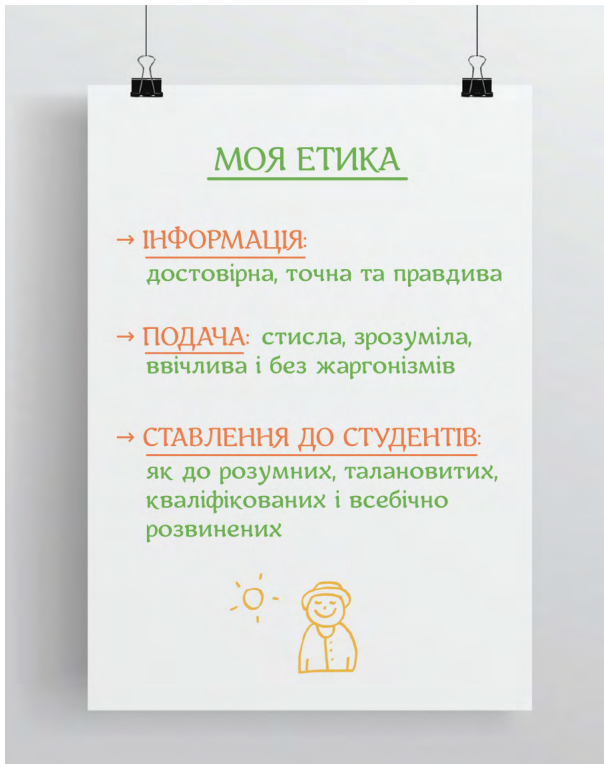 МОЯ ЕТИКА
→ ІНФОРМАЦІЯ:
достовірна, точна та правдива
→ ПОДАЧА: стисла, зрозуміла,
ввічлива і без жаргонізмів
→ СТАВЛЕННЯ ДО СТУДЕНТІВ:
як до розумних, талановитих,
кваліфікованих і всебічно
розвинених